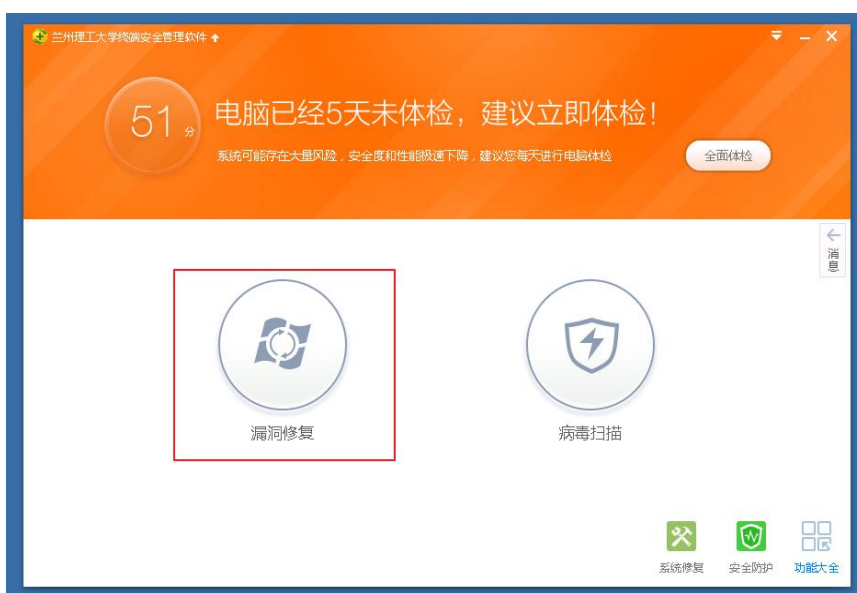 兰州理工大学终端安全管理软件
51分
电脑已经5天未体检，建议立即体检！
系统可能存在大量风险，安全度和性能极速下降，建议您每天进行电脑体检
全面体检
消息
漏洞修复
病毒扫描
系统修复
安全防护
功能大全